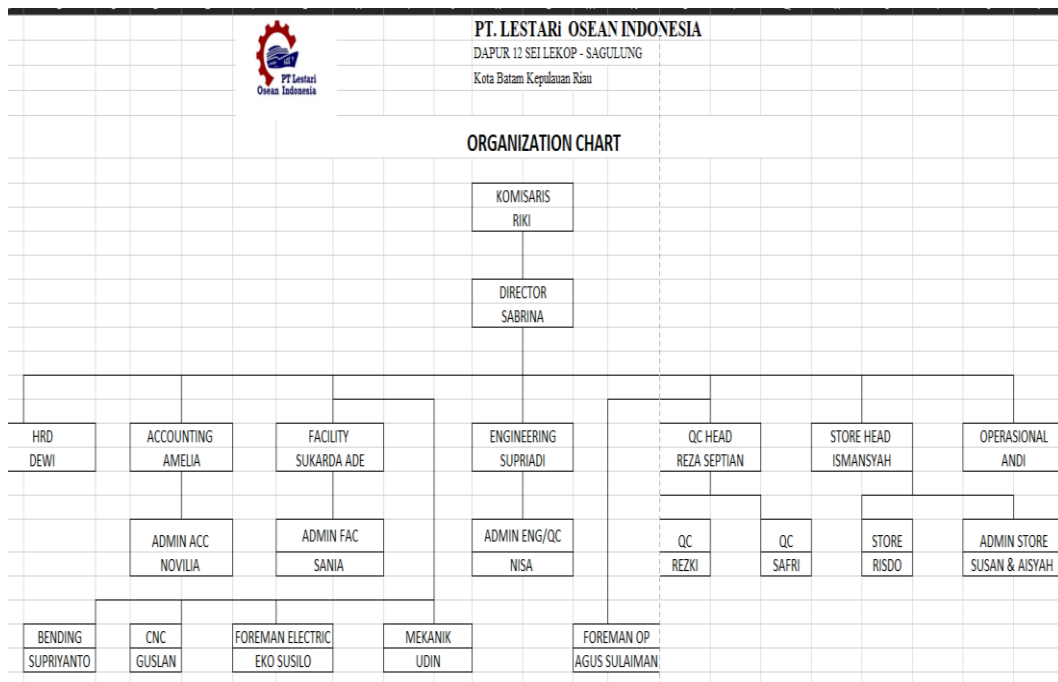 PT. LESTARi OSEAN INDONESIA
DAPUR 12 SEI LEKOP - SAGULUNG
Kota Batam Kepulauan Riau
PT Lestari
Osean Indonesia
ORGANIZATION CHART
KOMISARIS
RIKI
DIRECTOR
SABRINA
HRD
DEWI
ACCOUNTING
AMELIA
FACILITY
SUKARDA ADE
ENGINEERING
SUPRIADI
QC HEAD
REZA SEPTIAN
STORE HEAD
ISMANSYAH
OPERASIONAL
ANDI
ADMIN ACC
NOVILIA
ADMIN FAC
SANIA
ADMIN ENG/QC
NISA
QC
REZKI
QC
SAFRI
STORE
RISDO
ADMIN STORE
SUSAN & AISYAH
BENDING
SUPRIYANTO
CNC
GUSLAN
FOREMAN ELECTRIC
EKO SUSILO
MEKANIK
UDIN
FOREMAN OP
AGUS SULAIMAN